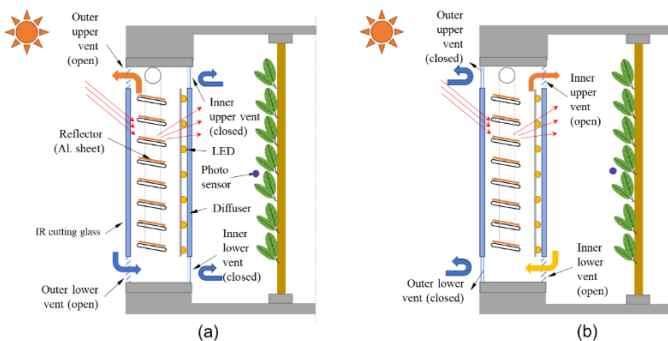 Outer
upper vent
(open)
Reflector
(Al. sheet)
IR cutting glass
Outer lower
vent (open)
Inner
upper vent
(closed)
LED
Photo
sensor
Diffuser
Inner
lower
vent
(closed)
(a)
Outer
upper vent
(closed)
Inner
upper
vent
(open)
Outer lower
vent (closed)
Inner lower
vent
(open)
(b)